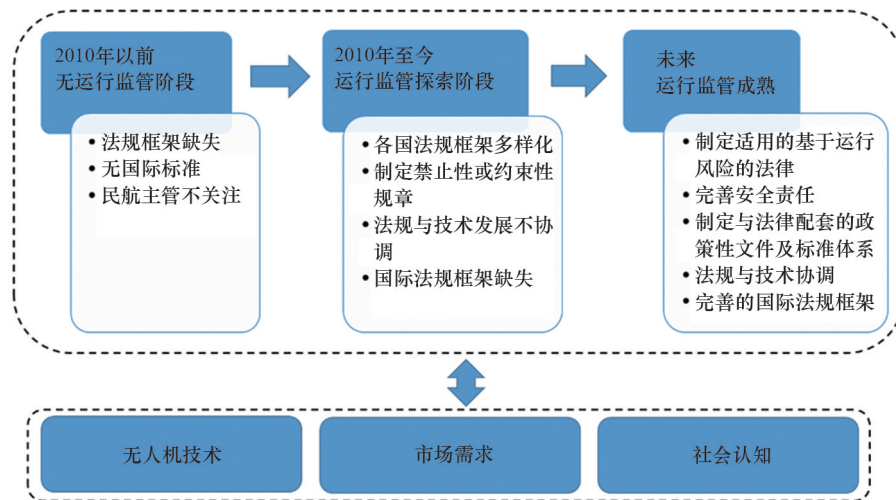 2010年以前
无运行监管阶段
• 法规框架缺失
• 无国际标准
• 民航主管不关注
2010年至今
运行监管探索阶段
• 各国法规框架多样化
• 制定禁止性或约束性
规章
• 法规与技术发展不协
调
• 国际法规框架缺失
未来
运行监管成熟
• 制定适用的基于运行
风险的法律
• 完善安全责任
• 制定与法律配套的政
策性文件及标准体系
• 法规与技术协调
• 完善的国际法规框架
无人机技术
市场需求
社会认知